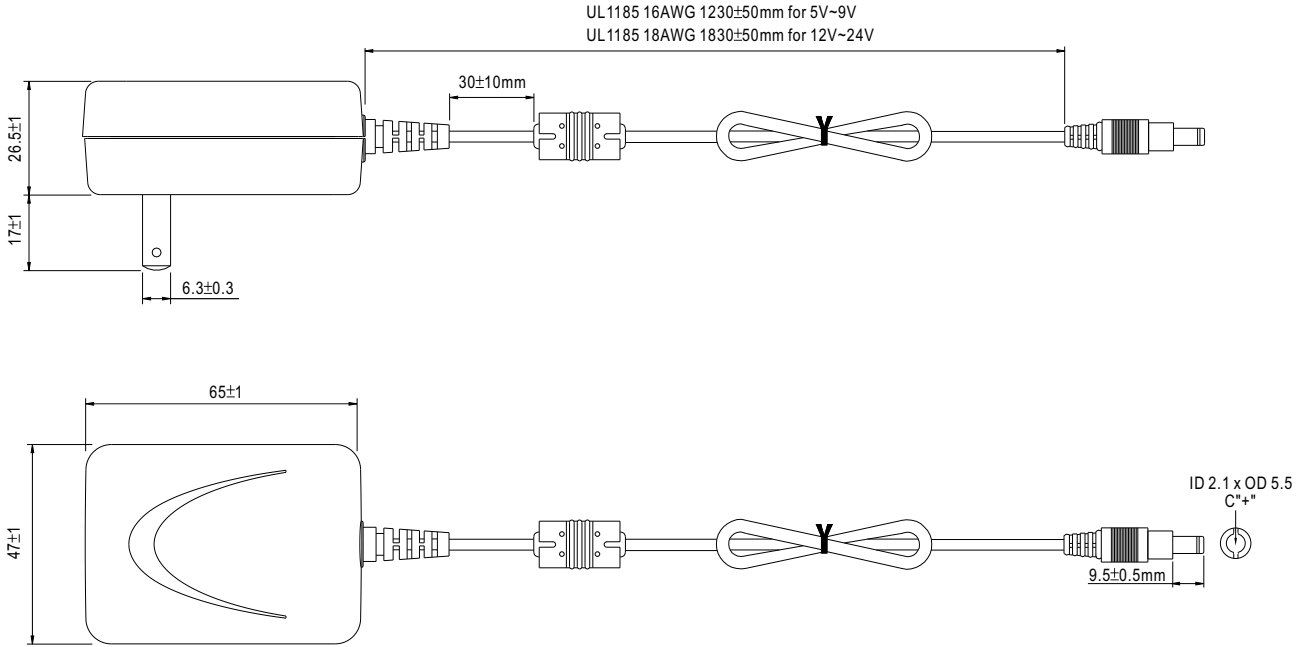 UL1185 16AWG 1230±50mm for 5V~9V
UL1185 18AWG 1830±50mm for 12V~24V
30±10mm
26.5±1
17±1
6.3±0.3
65±1
47±1
ID 2.1 x OD 5.5
C"+"
9.5±0.5mm